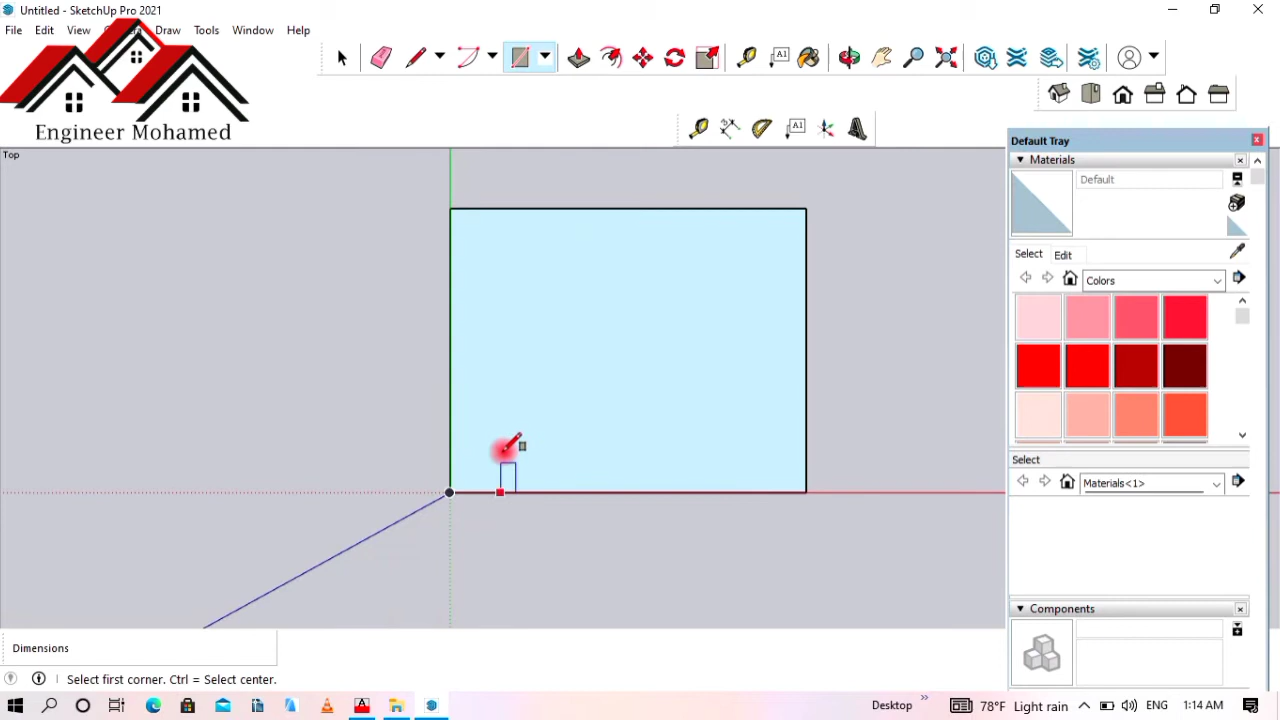 Untitled - SketchUp Pro 2021
File Edit View Camera Draw Tools Window Help
Engineer Mohamed
Top
Default Tray
Materials
Default
Select Edit
Colors
Select
Materials<1>
Components
Dimensions
Select first corner. Ctrl = Select center.
Desktop
78°F Light rain
ENG
1:14 AM